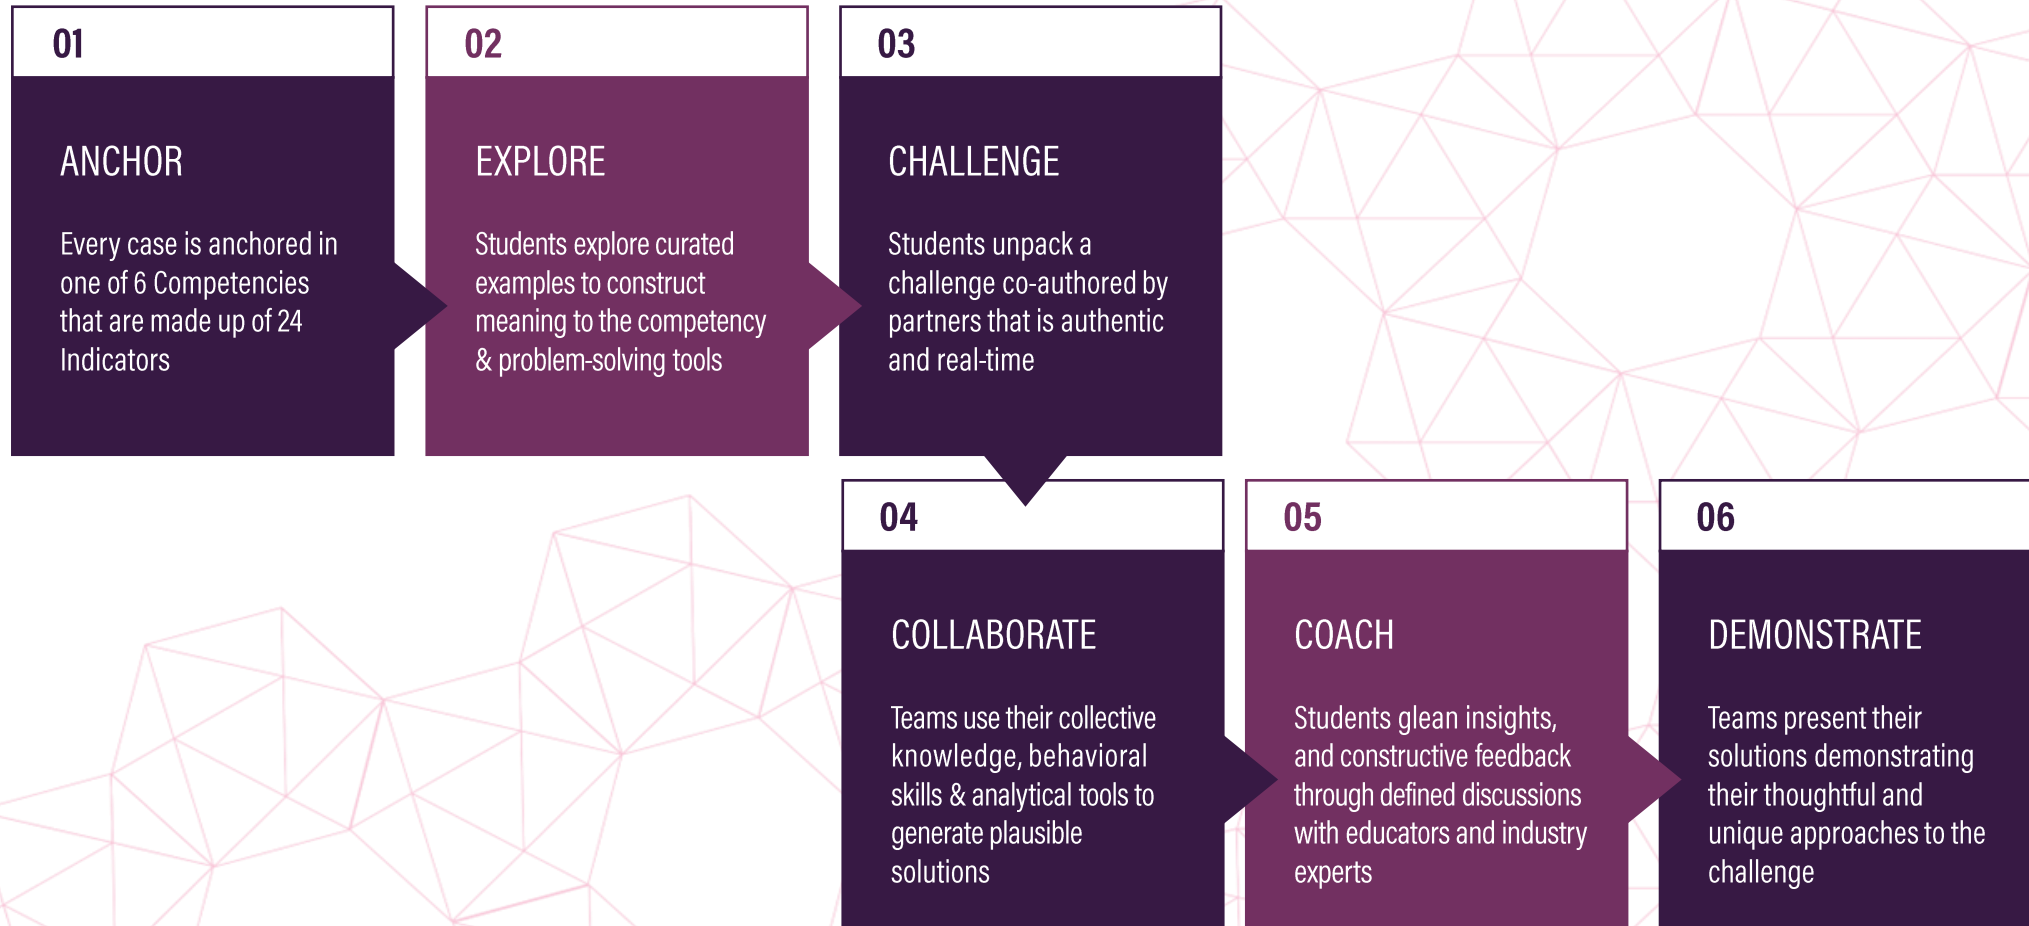 01
ANCHOR
Every case is anchored in
one of 6 Competencies
that are made up of 24
Indicators
02
EXPLORE
Students explore curated
examples to construct
meaning to the competency
& problem-solving tools
03
CHALLENGE
Students unpack a
challenge co-authored by
partners that is authentic
and real-time
04
COLLABORATE
Teams use their collective
knowledge, behavioral
skills & analytical tools to
generate plausible
solutions
05
COACH
Students glean insights,
and constructive feedback
through defined discussions
with educators and industry
experts
06
DEMONSTRATE
Teams present their
solutions demonstrating
their thoughtful and
unique approaches to the
challenge